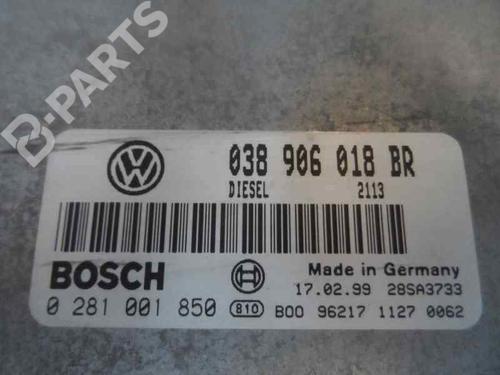 B-PARTS
VW 038 906 018 BR
DIESEL 2113
BOSCH Made in Germany
17.02.99 28SA3733
0 281 001 850 810 B00 96217 1127 0062